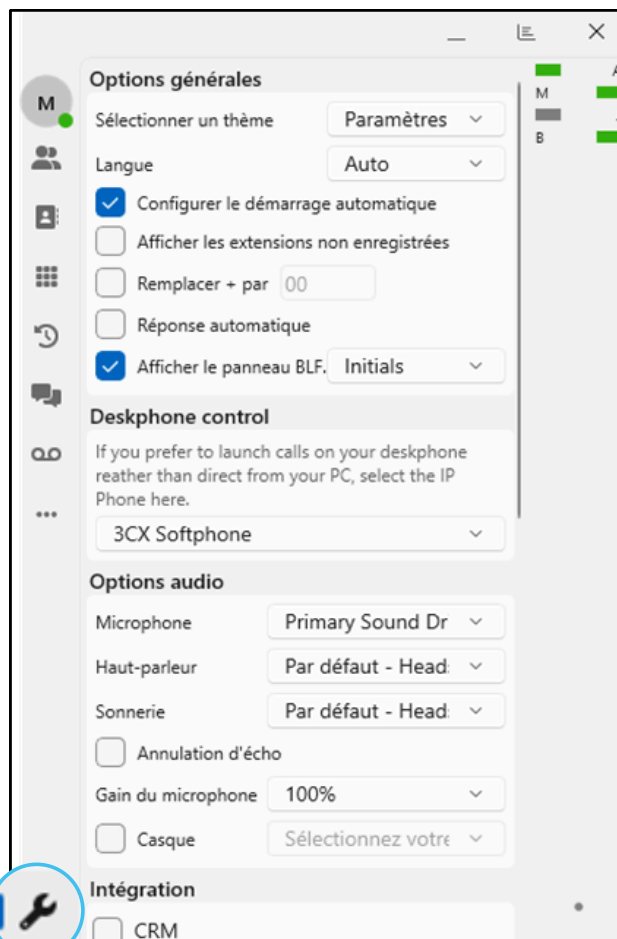 Options générales
M
Sélectionner un thème Paramètres
Langue Auto
Configurer le démarrage automatique
Afficher les extensions non enregistrées
Remplacer + par 00
Réponse automatique
Afficher le panneau BLF. Initials
Deskphone control
If you prefer to launch calls on your deskphone
reather than direct from your PC, select the IP
Phone here.
3CX Softphone
Options audio
Microphone Primary Sound Dr
Haut-parleur Par défaut - Head
Sonnerie Par défaut - Head
Annulation d'écho
Gain du microphone 100%
Casque Sélectionnez votre
Intégration
CRM
M
B